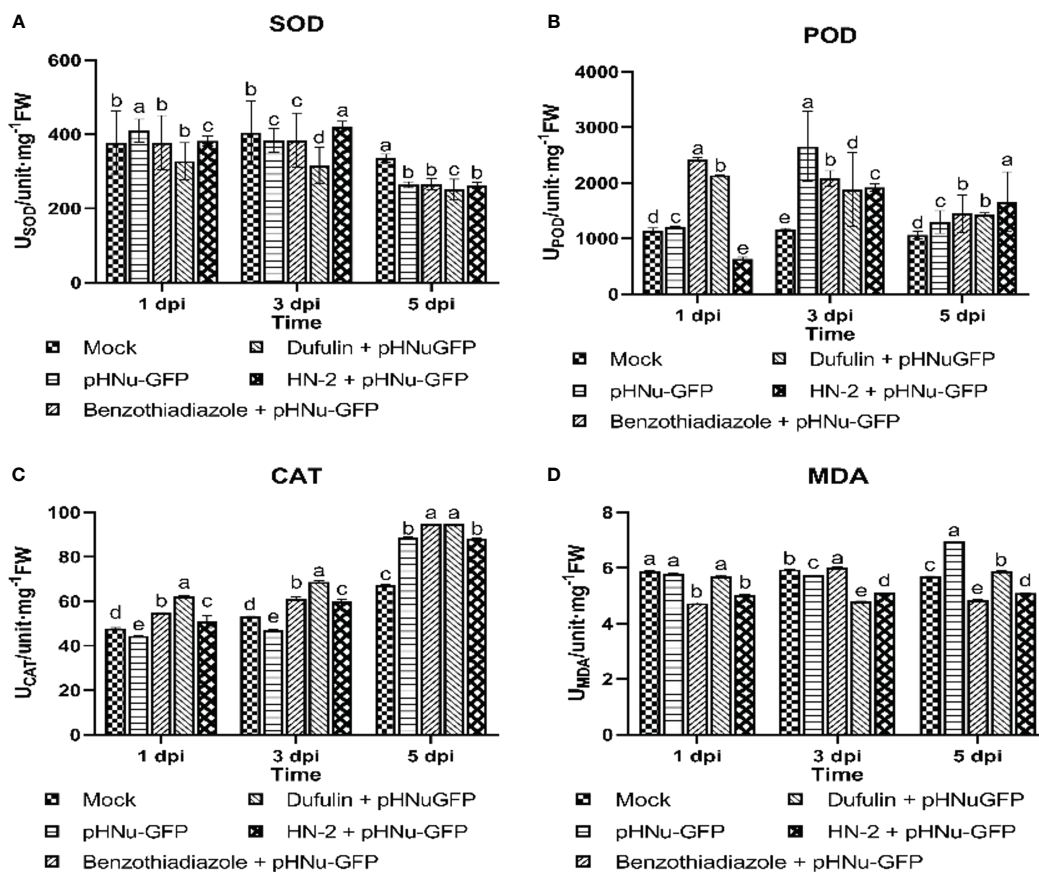 A
SOD
U_SOD/unit·mg⁻¹FW
600
400
200
0
b a b b c
b c c d a
a b b c b
1 dpi 3 dpi 5 dpi
Time
Mock Dufulin + pHNuGFP
pHNu-GFP HN-2 + pHNu-GFP
Benzothiadiazole + pHNu-GFP
B
POD
U_POD/unit·mg⁻¹FW
4000
3000
2000
1000
0
d c a b e
e a b d c
d c b b a
1 dpi 3 dpi 5 dpi
Time
Mock Dufulin + pHNuGFP
pHNu-GFP HN-2 + pHNu-GFP
Benzothiadiazole + pHNu-GFP
C
CAT
U_CAT/unit·mg⁻¹FW
100
80
60
40
20
0
d e b a c
d e b a c
c b a a b
1 dpi 3 dpi 5 dpi
Time
Mock Dufulin + pHNuGFP
pHNu-GFP HN-2 + pHNu-GFP
Benzothiadiazole + pHNu-GFP
D
MDA
U_MDA/unit·mg⁻¹FW
8
6
4
2
0
a a b a b
b c a e d
c a e b d
1 dpi 3 dpi 5 dpi
Time
Mock Dufulin + pHNuGFP
pHNu-GFP HN-2 + pHNu-GFP
Benzothiadiazole + pHNu-GFP